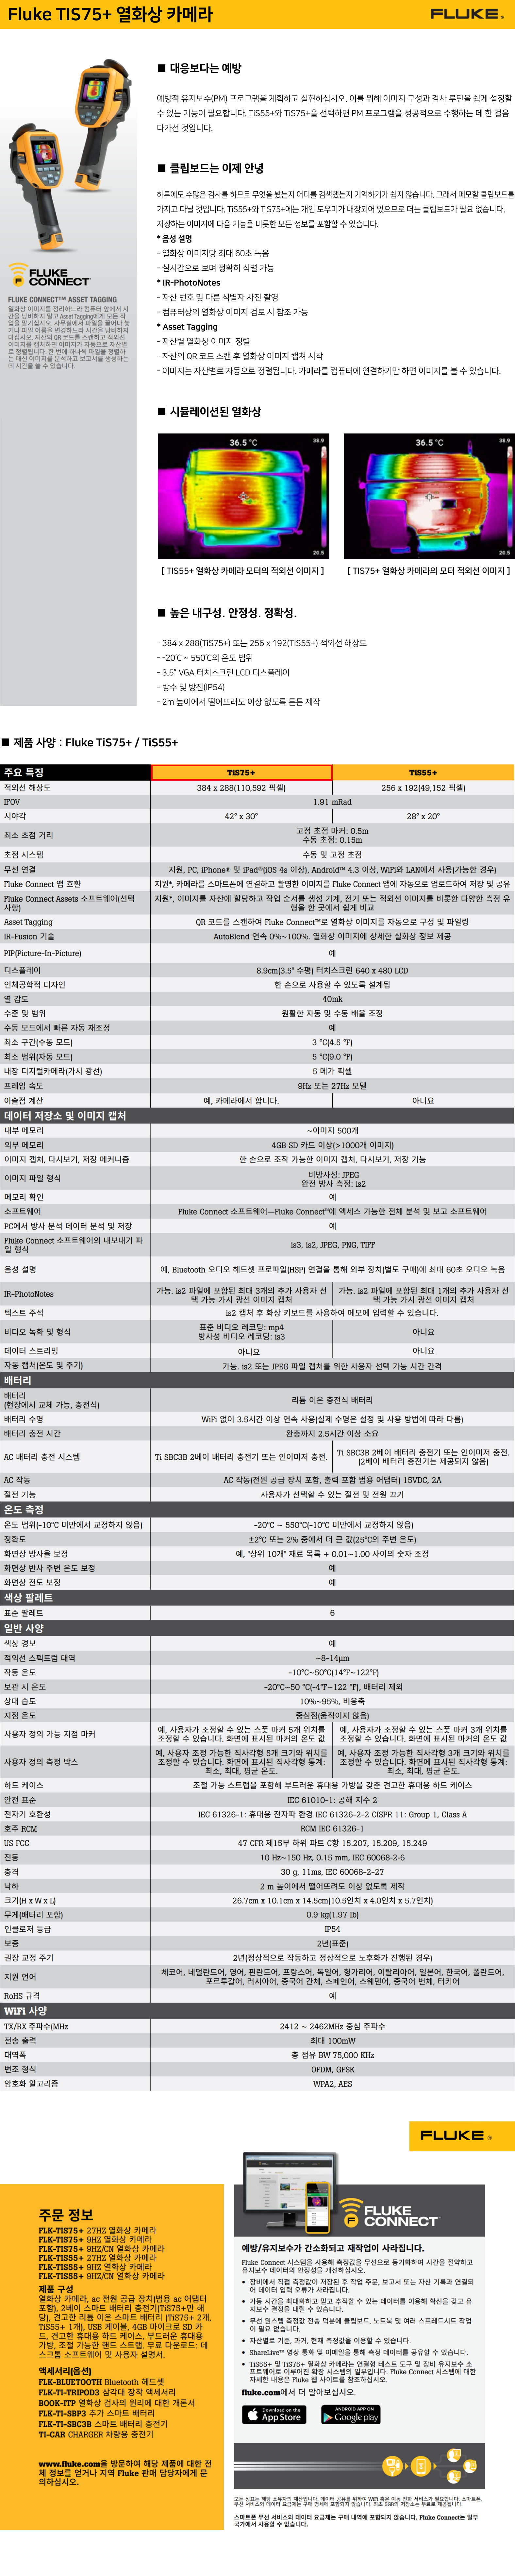 Fluke TIS75+ 열화상 카메라
FLUKE®
■ 대응보다는 예방
예방적 유지보수(PM) 프로그램을 계획하고 실현하십시오. 이를 위해 이미지 구성과 검사 루틴을 쉽게 설정할
수 있는 기능이 필요합니다. TiS55+와 TiS75+을 선택하면 PM 프로그램을 성공적으로 수행하는 데 한 걸음
다가선 것입니다.
■ 클립보드는 이제 안녕
하루에도 수많은 검사를 하므로 무엇을 봤는지 어디를 검색했는지 기억하기가 쉽지 않습니다. 그래서 메모할 클립보드를
가지고 다닐 것입니다. TiS55+와 TiS75+에는 개인 도우미가 내장되어 있으므로 더는 클립보드가 필요 없습니다.
저장하는 이미지에 다음 기능을 비롯한 모든 정보를 포함할 수 있습니다.
* 음성 설명
- 열화상 이미지당 최대 60초 녹음
- 실시간으로 보며 정확히 식별 가능
* IR-PhotoNotes
- 자산 번호 및 다른 식별자 사진 촬영
- 컴퓨터상의 열화상 이미지 검토 시 참조 가능
* Asset Tagging
- 자산별 열화상 이미지 정렬
- 자산의 QR 코드 스캔 후 열화상 이미지 캡쳐 시작
- 이미지는 자산별로 자동으로 정렬됩니다. 카메라를 컴퓨터에 연결하기만 하면 이미지를 볼 수 있습니다.
FLUKE
CONNECT™
FLUKE CONNECT™ ASSET TAGGING
열화상 이미지를 정리하느라 컴퓨터 앞에서 시
간을 낭비하지 말고 Asset Tagging에게 모든 작
업을 맡기십시오. 사무실에서 파일을 끌어다 놓
거나 파일 이름을 변경하느라 시간을 낭비하지
마십시오. 자산의 QR 코드를 스캔하고 적외선
이미지를 캡처하면 이미지가 자동으로 자산별
로 정렬됩니다. 한 번에 하나씩 파일을 정렬하
는 대신 이미지를 분석하고 보고서를 생성하는
데 시간을 쓸 수 있습니다.
■ 시뮬레이션된 열화상
36.5 °C
38.9
20.5
36.5 °C
38.9
20.5
[ TIS55+ 열화상 카메라 모터의 적외선 이미지 ]
[ TIS75+ 열화상 카메라의 모터 적외선 이미지 ]
■ 높은 내구성. 안정성. 정확성.
- 384 x 288(TiS75+) 또는 256 x 192(TiS55+) 적외선 해상도
- -20℃ ~ 550℃의 온도 범위
- 3.5” VGA 터치스크린 LCD 디스플레이
- 방수 및 방진(IP54)
- 2m 높이에서 떨어뜨려도 이상 없도록 튼튼 제작
■ 제품 사양 : Fluke TiS75+ / TiS55+
주요 특징 TiS75+ TiS55+
적외선 해상도 384 x 288(110,592 픽셀) 256 x 192(49,152 픽셀)
IFOV 1.91 mRad
시야각 42° x 30° 28° x 20°
최소 초점 거리 고정 초점 마커: 0.5m
수동 초점: 0.15m
초점 시스템 수동 및 고정 초점
무선 연결 지원, PC, iPhone® 및 iPad®(iOS 4s 이상), Android™ 4.3 이상, WiFi와 LAN에서 사용(가능한 경우)
Fluke Connect 앱 호환 지원*, 카메라를 스마트폰에 연결하고 촬영한 이미지를 Fluke Connect 앱에 자동으로 업로드하여 저장 및 공유
Fluke Connect Assets 소프트웨어(선택
사항) 지원*, 이미지를 자산에 할당하고 작업 순서를 생성 기계, 전기 또는 적외선 이미지를 비롯한 다양한 측정 유
형을 한 곳에서 쉽게 비교
Asset Tagging QR 코드를 스캔하여 Fluke Connect™로 열화상 이미지를 자동으로 구성 및 파일링
IR-Fusion 기술 AutoBlend 연속 0%~100%. 열화상 이미지에 상세한 실화상 정보 제공
PIP(Picture-In-Picture) 예
디스플레이 8.9cm(3.5" 수평) 터치스크린 640 x 480 LCD
인체공학적 디자인 한 손으로 사용할 수 있도록 설계됨
열 감도 40mk
수준 및 범위 원활한 자동 및 수동 배율 조정
수동 모드에서 빠른 자동 재조정 예
최소 구간(수동 모드) 3 °C(4.5 °F)
최소 범위(자동 모드) 5 °C(9.0 °F)
내장 디지털카메라(가시 광선) 5 메가 픽셀
프레임 속도 9Hz 또는 27Hz 모델
이슬점 계산 예, 카메라에서 합니다. 아니요
데이터 저장소 및 이미지 캡처
내부 메모리 ~이미지 500개
외부 메모리 4GB SD 카드 이상(>1000개 이미지)
이미지 캡처, 다시보기, 저장 메커니즘 한 손으로 조작 가능한 이미지 캡처, 다시보기, 저장 기능
이미지 파일 형식 비방사성: JPEG
완전 방사 측정: is2
메모리 확인 예
소프트웨어 Fluke Connect 소프트웨어—Fluke Connect™에 액세스 가능한 전체 분석 및 보고 소프트웨어
PC에서 방사 분석 데이터 분석 및 저장 예
Fluke Connect 소프트웨어의 내보내기 파
일 형식 is3, is2, JPEG, PNG, TIFF
음성 설명 예, Bluetooth 오디오 헤드셋 프로파일(HSP) 연결을 통해 외부 장치(별도 구매)에 최대 60초 오디오 녹음
IR-PhotoNotes 가능. is2 파일에 포함된 최대 3개의 추가 사용자 선
택 가능 가시 광선 이미지 캡처 가능. is2 파일에 포함된 최대 1개의 추가 사용자 선
택 가능 가시 광선 이미지 캡처
텍스트 주석 is2 캡처 후 화상 키보드를 사용하여 메모에 입력할 수 있습니다.
비디오 녹화 및 형식 표준 비디오 레코딩: mp4
방사성 비디오 레코딩: is3 아니요
데이터 스트리밍 아니요 아니요
자동 캡처(온도 및 주기) 가능. is2 또는 JPEG 파일 캡처를 위한 사용자 선택 가능 시간 간격
배터리
배터리
(현장에서 교체 가능, 충전식) 리튬 이온 충전식 배터리
배터리 수명 WiFi 없이 3.5시간 이상 연속 사용(실제 수명은 설정 및 사용 방법에 따라 다름)
배터리 충전 시간 완충까지 2.5시간 이상 소요
AC 배터리 충전 시스템 Ti SBC3B 2베이 배터리 충전기 또는 인이미저 충전. Ti SBC3B 2베이 배터리 충전기 또는 인이미저 충전.
(2베이 배터리 충전기는 제공되지 않음)
AC 작동 AC 작동(전원 공급 장치 포함, 출력 포함 범용 어댑터) 15VDC, 2A
절전 기능 사용자가 선택할 수 있는 절전 및 전원 끄기
온도 측정
온도 범위(-10°C 미만에서 교정하지 않음) -20°C ~ 550°C(-10°C 미만에서 교정하지 않음)
정확도 ±2°C 또는 2% 중에서 더 큰 값(25°C의 주변 온도)
화면상 방사율 보정 예, "상위 10개" 재료 목록 + 0.01~1.00 사이의 숫자 조정
화면상 반사 주변 온도 보정 예
화면상 전도 보정 예
색상 팔레트
표준 팔레트 6
일반 사양
색상 경보 예
적외선 스펙트럼 대역 ~8-14μm
작동 온도 -10°C~50°C(14°F~122°F)
보관 시 온도 -20°C~50 °C(-4°F~122 °F), 배터리 제외
상대 습도 10%~95%, 비응축
지점 온도 중심점(움직이지 않음)
사용자 정의 가능 지점 마커 예, 사용자가 조정할 수 있는 스폿 마커 5개 위치를
조정할 수 있습니다. 화면에 표시된 마커의 온도 값 예, 사용자가 조정할 수 있는 스폿 마커 3개 위치를
조정할 수 있습니다. 화면에 표시된 마커의 온도 값
사용자 정의 측정 박스 예, 사용자 조정 가능한 직사각형 5개 크기와 위치를
조정할 수 있습니다. 화면에 표시된 직사각형 통계:
최소, 최대, 평균 온도. 예, 사용자 조정 가능한 직사각형 3개 크기와 위치를
조정할 수 있습니다. 화면에 표시된 직사각형 통계:
최소, 최대, 평균 온도.
하드 케이스 조절 가능 스트랩을 포함해 부드러운 휴대용 가방을 갖춘 견고한 휴대용 하드 케이스
안전 표준 IEC 61010-1: 공해 지수 2
전자기 호환성 IEC 61326-1: 휴대용 전자파 환경 IEC 61326-2-2 CISPR 11: Group 1, Class A
호주 RCM RCM IEC 61326-1
US FCC 47 CFR 제15부 하위 파트 C항 15.207, 15.209, 15.249
진동 10 Hz~150 Hz, 0.15 mm, IEC 60068-2-6
충격 30 g, 11ms, IEC 60068-2-27
낙하 2 m 높이에서 떨어뜨려도 이상 없도록 제작
크기(H x W x L) 26.7cm x 10.1cm x 14.5cm(10.5인치 x 4.0인치 x 5.7인치)
무게(배터리 포함) 0.9 kg(1.97 lb)
인클로저 등급 IP54
보증 2년(표준)
권장 교정 주기 2년(정상적으로 작동하고 정상적으로 노후화가 진행된 경우)
지원 언어 체코어, 네덜란드어, 영어, 핀란드어, 프랑스어, 독일어, 헝가리어, 이탈리아어, 일본어, 한국어, 폴란드어,
포르투갈어, 러시아어, 중국어 간체, 스페인어, 스웨덴어, 중국어 번체, 터키어
RoHS 규격 예
WiFi 사양
TX/RX 주파수(MHz 2412 ~ 2462MHz 중심 주파수
전송 출력 최대 100mW
대역폭 총 점유 BW 75,000 KHz
변조 형식 OFDM, GFSK
암호화 알고리즘 WPA2, AES
FLUKE®
주문 정보
FLK-TIS75+ 27HZ 열화상 카메라
FLK-TIS75+ 9HZ 열화상 카메라
FLK-TIS75+ 9HZ/CN 열화상 카메라
FLK-TIS55+ 27HZ 열화상 카메라
FLK-TIS55+ 9HZ 열화상 카메라
FLK-TIS55+ 9HZ/CN 열화상 카메라
제품 구성
열화상 카메라, ac 전원 공급 장치(범용 ac 어댑터
포함), 2베이 스마트 배터리 충전기(TiS75+만 해
당), 견고한 리튬 이온 스마트 배터리 (TiS75+ 2개,
TiS55+ 1개), USB 케이블, 4GB 마이크로 SD 카
드, 견고한 휴대용 하드 케이스, 부드러운 휴대용
가방, 조절 가능한 핸드 스트랩. 무료 다운로드: 데
스크톱 소프트웨어 및 사용자 설명서.
액세서리(옵션)
FLK-BLUETOOTH Bluetooth 헤드셋
FLK-TI-TRIPOD3 삼각대 장착 액세서리
BOOK-ITP 열화상 검사의 원리에 대한 개론서
FLK-TI-SBP3 추가 스마트 배터리
FLK-TI-SBC3B 스마트 배터리 충전기
TI-CAR CHARGER 차량용 충전기
www.fluke.com을 방문하여 해당 제품에 대한 전
체 정보를 얻거나 지역 Fluke 판매 담당자에게 문
의하십시오.
FLUKE
CONNECT™
예방/유지보수가 간소화되고 재작업이 사라집니다.
Fluke Connect 시스템을 사용해 측정값을 무선으로 동기화하여 시간을 절약하고
유지보수 데이터의 안정성을 개선하십시오.
• 장비에서 직접 측정값이 저장된 후 작업 주문, 보고서 또는 자산 기록과 연결되
어 데이터 입력 오류가 사라집니다.
• 가동 시간을 최대화하고 믿고 추적할 수 있는 데이터를 이용해 확신을 갖고 유
지보수 결정을 내릴 수 있습니다.
• 무선 원스텝 측정값 전송 덕분에 클립보드, 노트북 및 여러 스프레드시트 작업
이 필요 없습니다.
• 자산별로 기준, 과거, 현재 측정값을 이용할 수 있습니다.
• ShareLive™ 영상 통화 및 이메일을 통해 측정 데이터를 공유할 수 있습니다.
• TiS55+ 및 TiS75+ 열화상 카메라는 연결형 테스트 도구 및 장비 유지보수 소
프트웨어로 이루어진 확장 시스템의 일부입니다. Fluke Connect 시스템에 대한
자세한 내용은 Fluke 웹 사이트를 참조하십시오.
fluke.com에서 더 알아보십시오.
Download on the
App Store
ANDROID APP ON
Google play
모든 상표는 해당 소유자의 재산입니다. 데이터 공유를 위하여 WiFi 혹은 이동 전화 서비스가 필요합니다. 스마트폰,
무선 서비스와 데이터 요금제는 구매 항목에 포함되지 않습니다. 최초 5GB의 저장소는 무료로 제공됩니다.
스마트폰 무선 서비스와 데이터 요금제는 구매 내역에 포함되지 않습니다. Fluke Connect는 일부
국가에서 사용할 수 없습니다.